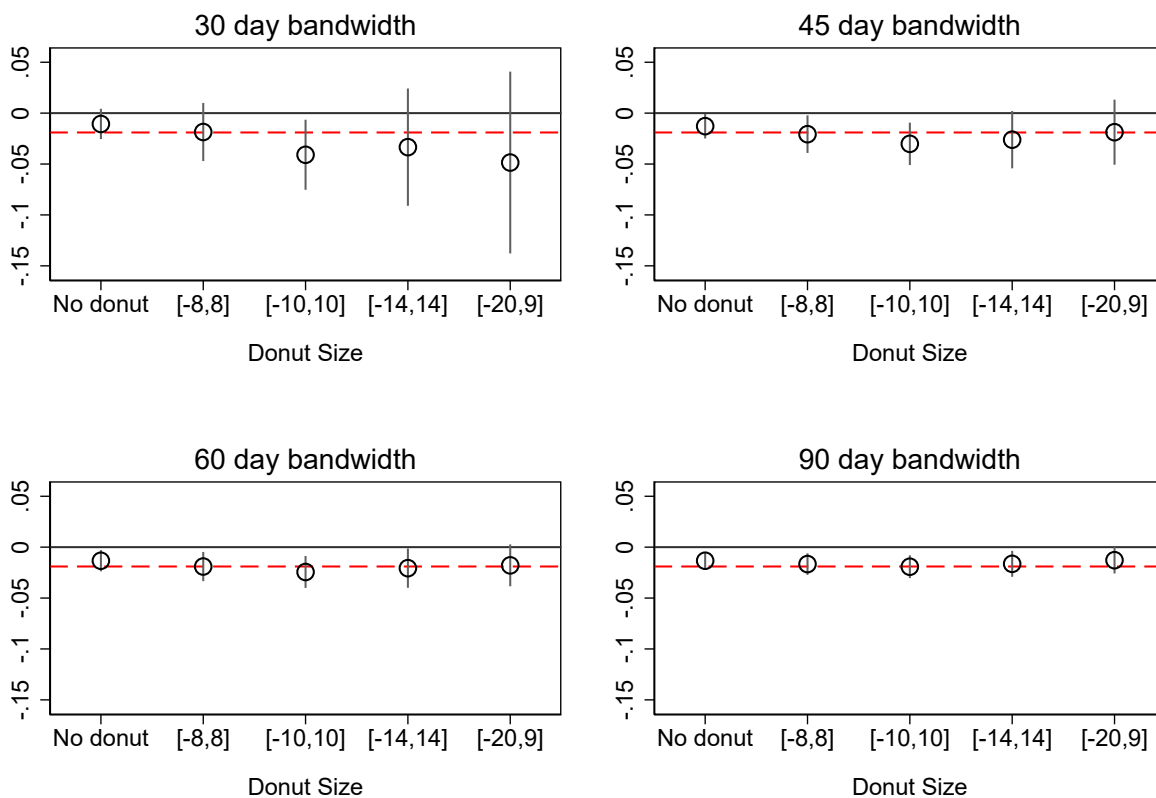 30 day bandwidth
.05
0
-.05
-.1
-.15
No donut [-8,8] [-10,10] [-14,14] [-20,9]
Donut Size
45 day bandwidth
.05
0
-.05
-.1
-.15
No donut [-8,8] [-10,10] [-14,14] [-20,9]
Donut Size
60 day bandwidth
.05
0
-.05
-.1
-.15
No donut [-8,8] [-10,10] [-14,14] [-20,9]
Donut Size
90 day bandwidth
.05
0
-.05
-.1
-.15
No donut [-8,8] [-10,10] [-14,14] [-20,9]
Donut Size